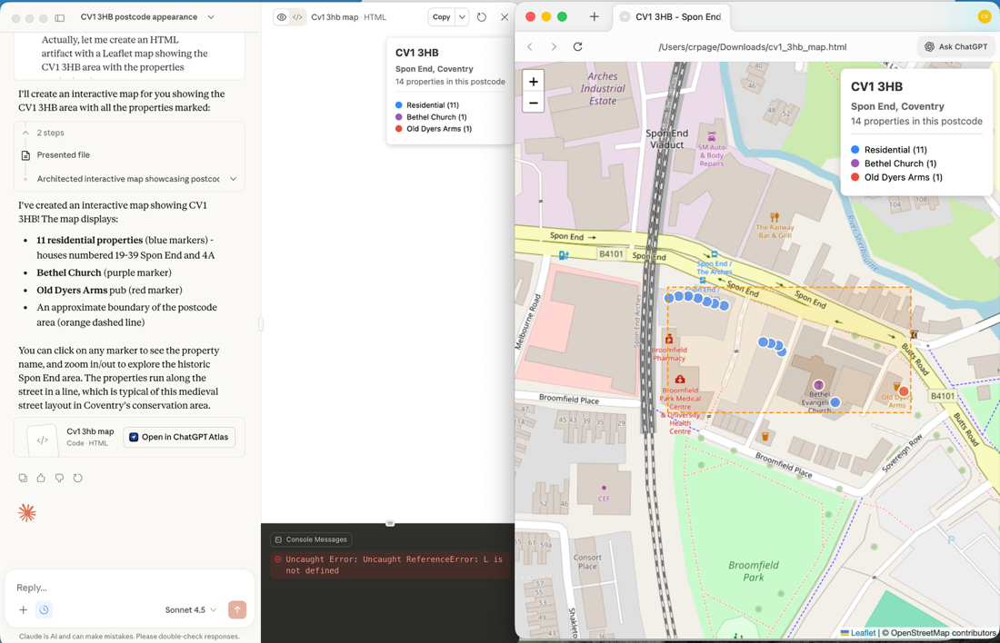 CV1 3HB postcode appearance
Actually, let me create an HTML
artifact with a Leaflet map showing the
CV1 3HB area with the properties
I'll create an interactive map for you showing the
CV1 3HB area with all the properties marked:
2 steps
Presented file
Architected interactive map showcasing postcoc
I've created an interactive map showing CV1
3HB! The map displays:
• 11 residential properties (blue markers) -
houses numbered 19-39 Spon End and 4A
• Bethel Church (purple marker)
• Old Dyers Arms pub (red marker)
• An approximate boundary of the postcode
area (orange dashed line)
You can click on any marker to see the property
name, and zoom in/out to explore the historic
Spon End area. The properties run along the
street in a line, which is typical of this medieval
street layout in Coventry's conservation area.
Cv1 3hb map
Code · HTML
Open in ChatGPT Atlas
Reply...
Sonnet 4.5
Claude is AI and can make mistakes. Please double-check responses.
Cv1 3hb map · HTML
Copy
CV1 3HB
Spon End, Coventry
14 properties in this postcode
Residential (11)
Bethel Church (1)
Old Dyers Arms (1)
Console Messages
Uncaught Error: Uncaught ReferenceError: L is
not defined
CV1 3HB - Spon End,
CR
/Users/crpage/Downloads/cv1_3hb_map.html
Ask ChatGPT
+
−
CV1 3HB
Spon End, Coventry
14 properties in this postcode
Residential (11)
Bethel Church (1)
Old Dyers Arms (1)
Arches
Industrial
Estate
46
48
52
Spon End
Viaduct
SM Auto
& Body
Repairs
104
108
The Railway
Bar & Grill
River Sherbourne
Spon End
B4101
Spon End
Spon End /
The Arches
Spon End
Spon End
Melbourne Road
Spon End Arches
Broomfield
Pharmacy
Broomfield
Park Medical
Centre
& University
Health
Centre
Bethel
Evangelical
Church
Old Dyers
Arms
Butts Road
B4101
Butts Road
Broomfield Place
45 43 39 35 29
Broomfield Place
Sovereign Row
CEF
52 46
55 61 59a
Consort
Place
Broomfield
Park
Leaflet | © OpenStreetMap contributors